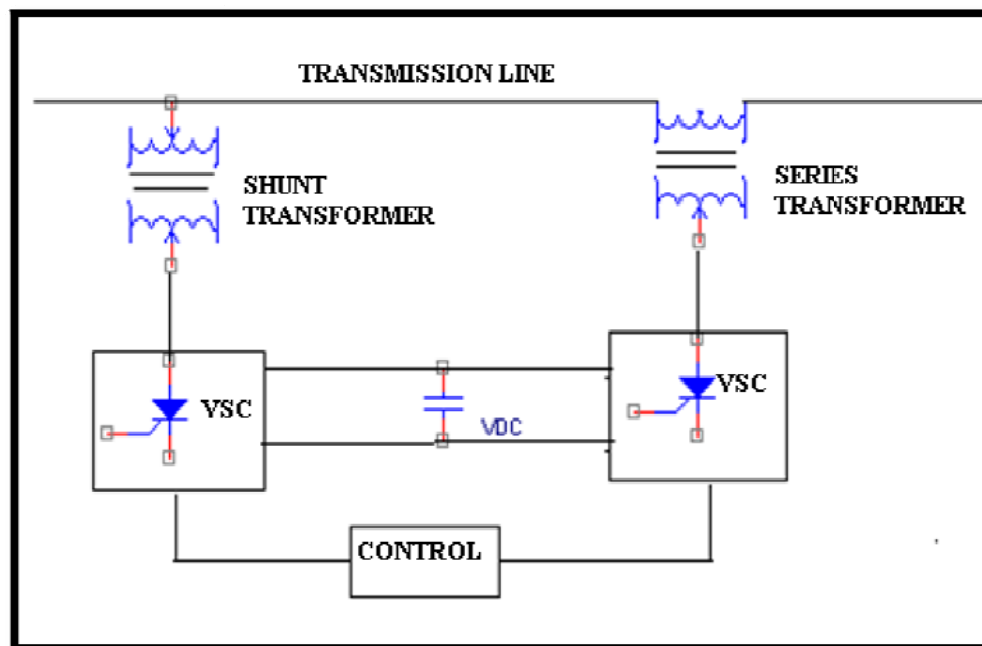 TRANSMISSION LINE
SHUNT
TRANSFORMER
SERIES
TRANSFORMER
VSC
VSC
VDC
CONTROL